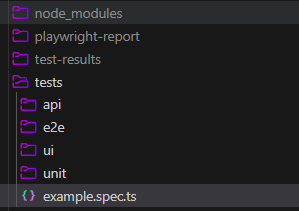 node_modules
playwright-report
test-results
tests
api
e2e
ui
unit
example.spec.ts